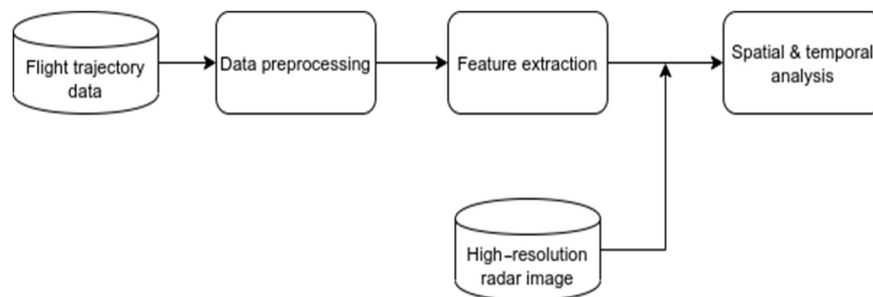 Flight trajectory
data
Data preprocessing
Feature extraction
Spatial & temporal
analysis
High-resolution
radar image